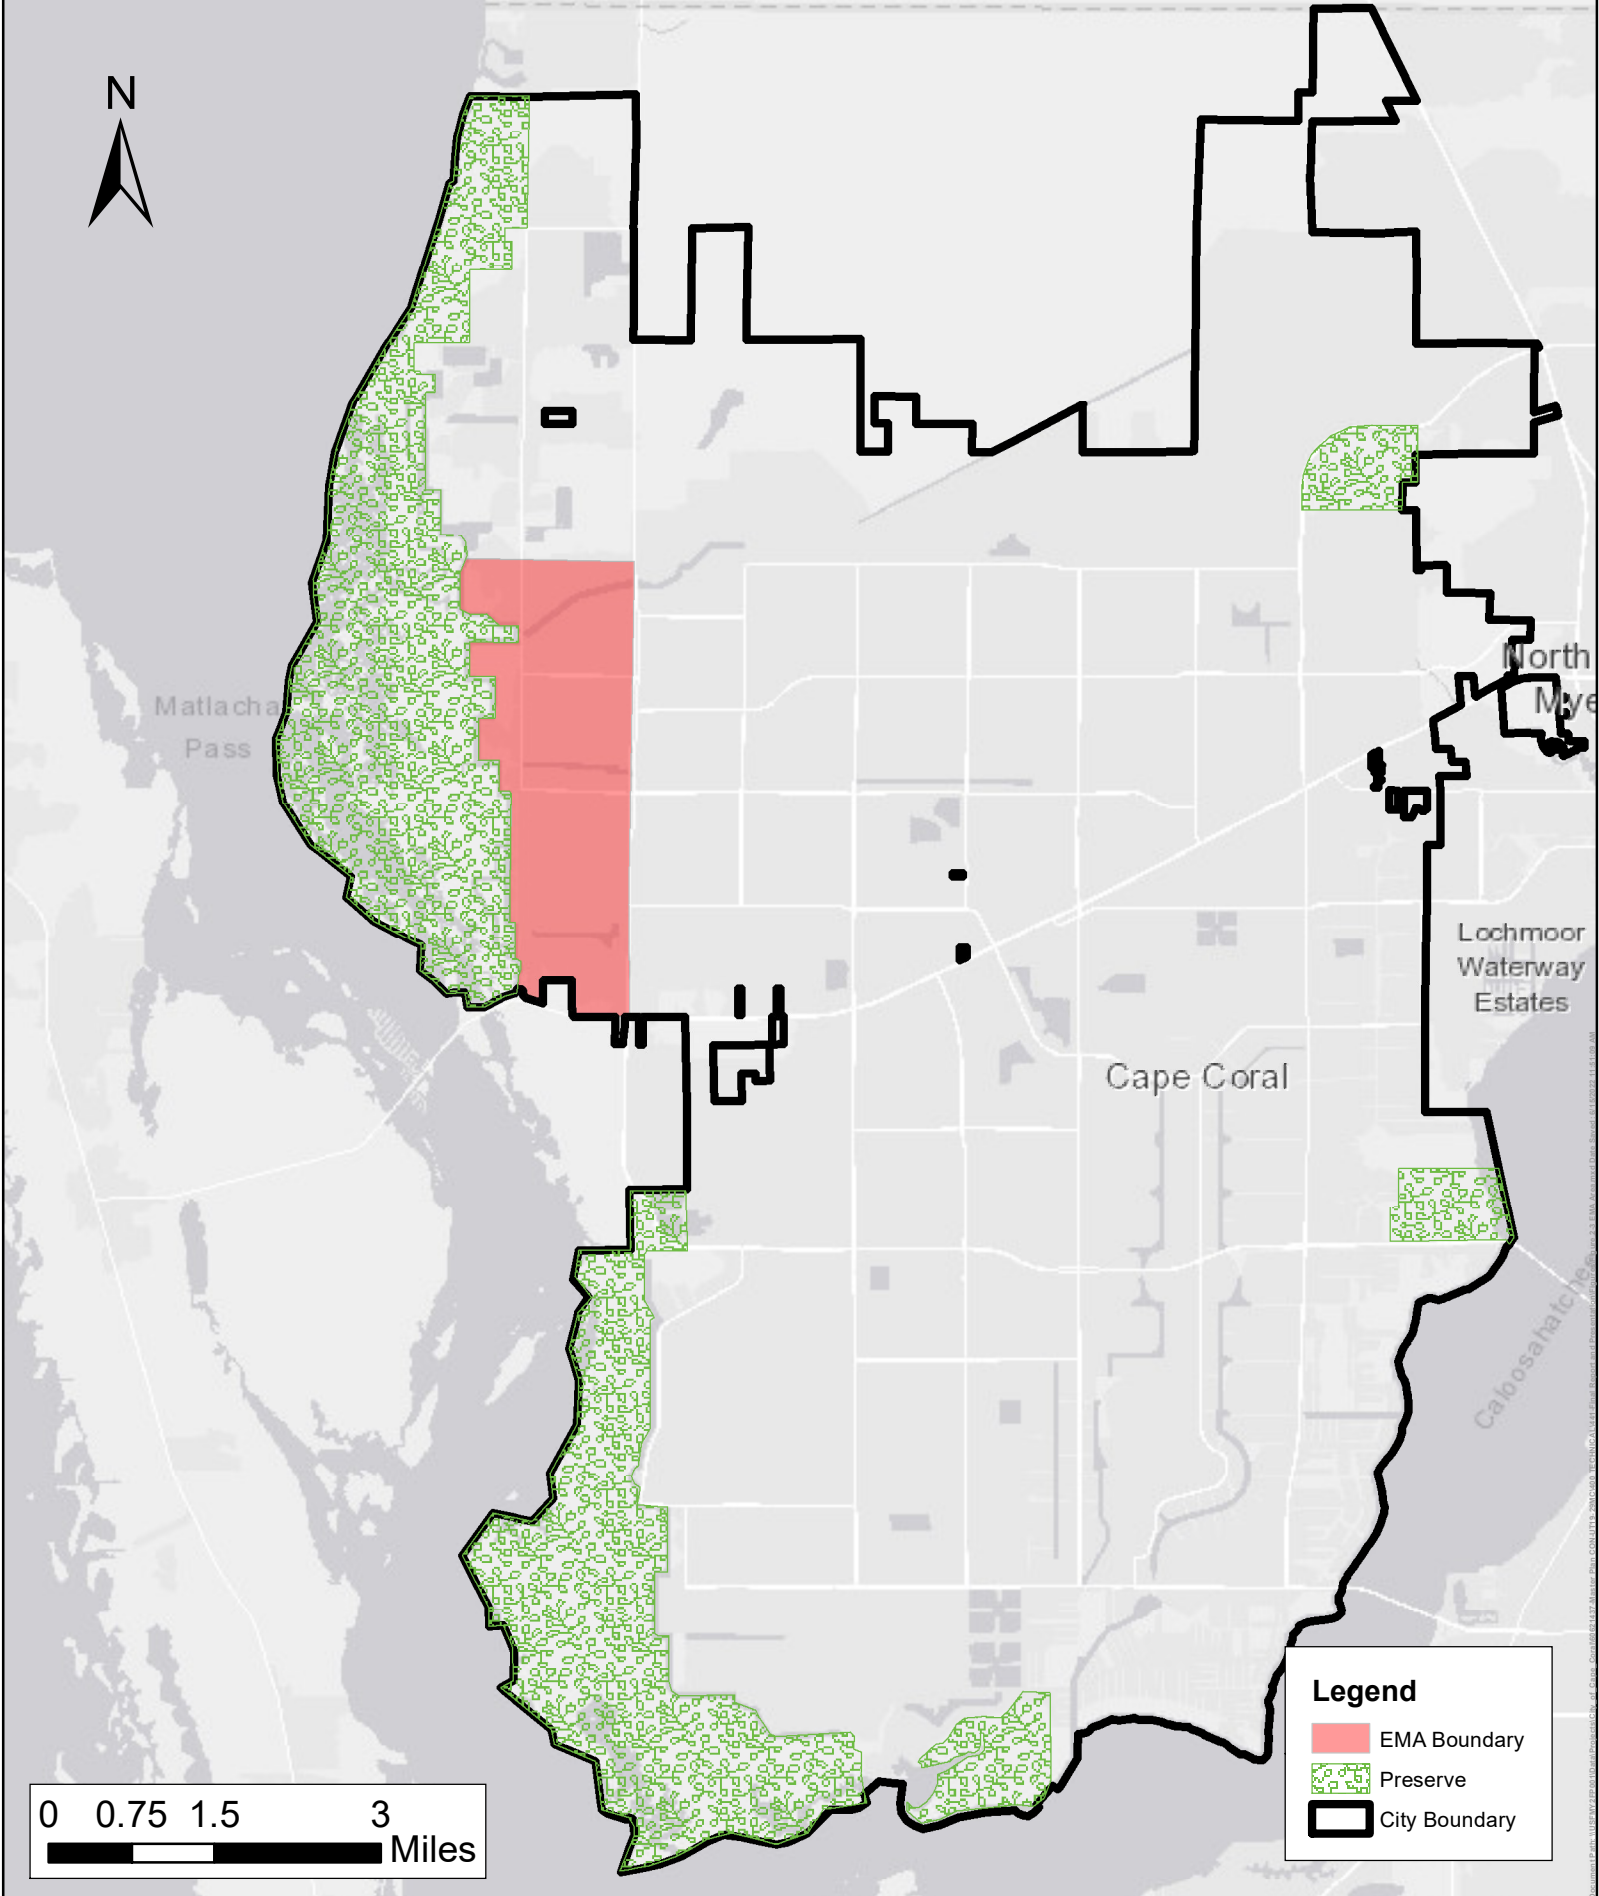 N
North
Mye
Matlacha
Pass
Lochmoor
Waterway
Estates
Cape Coral
Caloosahatchee
Legend
EMA Boundary
Preserve
City Boundary
0 0.75 1.5 3
Miles